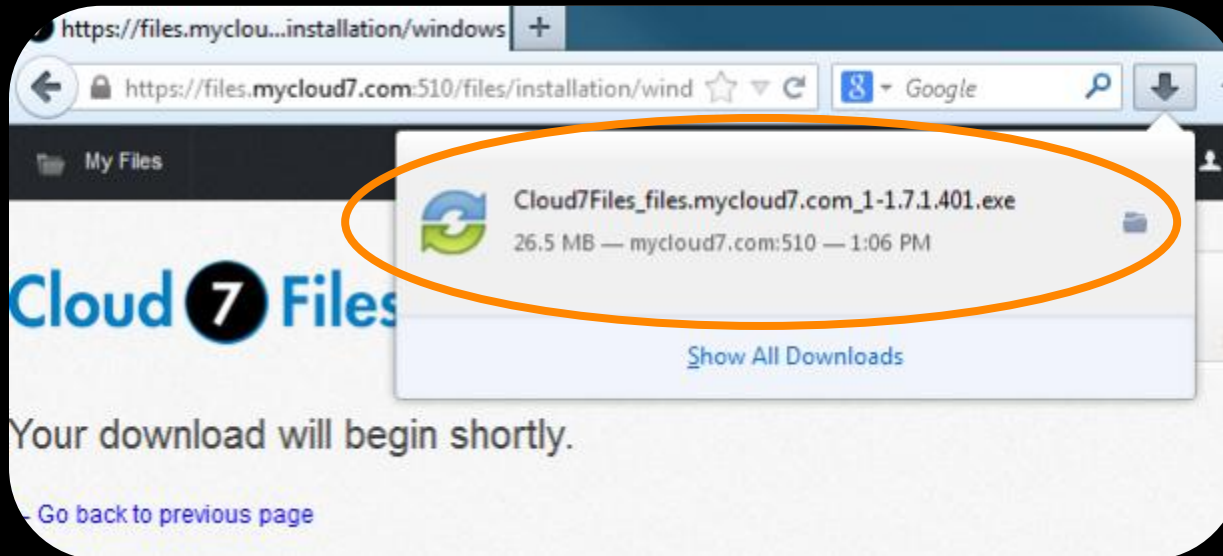 https://files.myclou...installation/windows +
https://files.mycloud7.com:510/files/installation/wind
8 Google
My Files
Cloud7Files_files.mycloud7.com_1-1.7.1.401.exe
26.5 MB — mycloud7.com:510 — 1:06 PM
Cloud 7 Files
Show All Downloads
Your download will begin shortly.
Go back to previous page